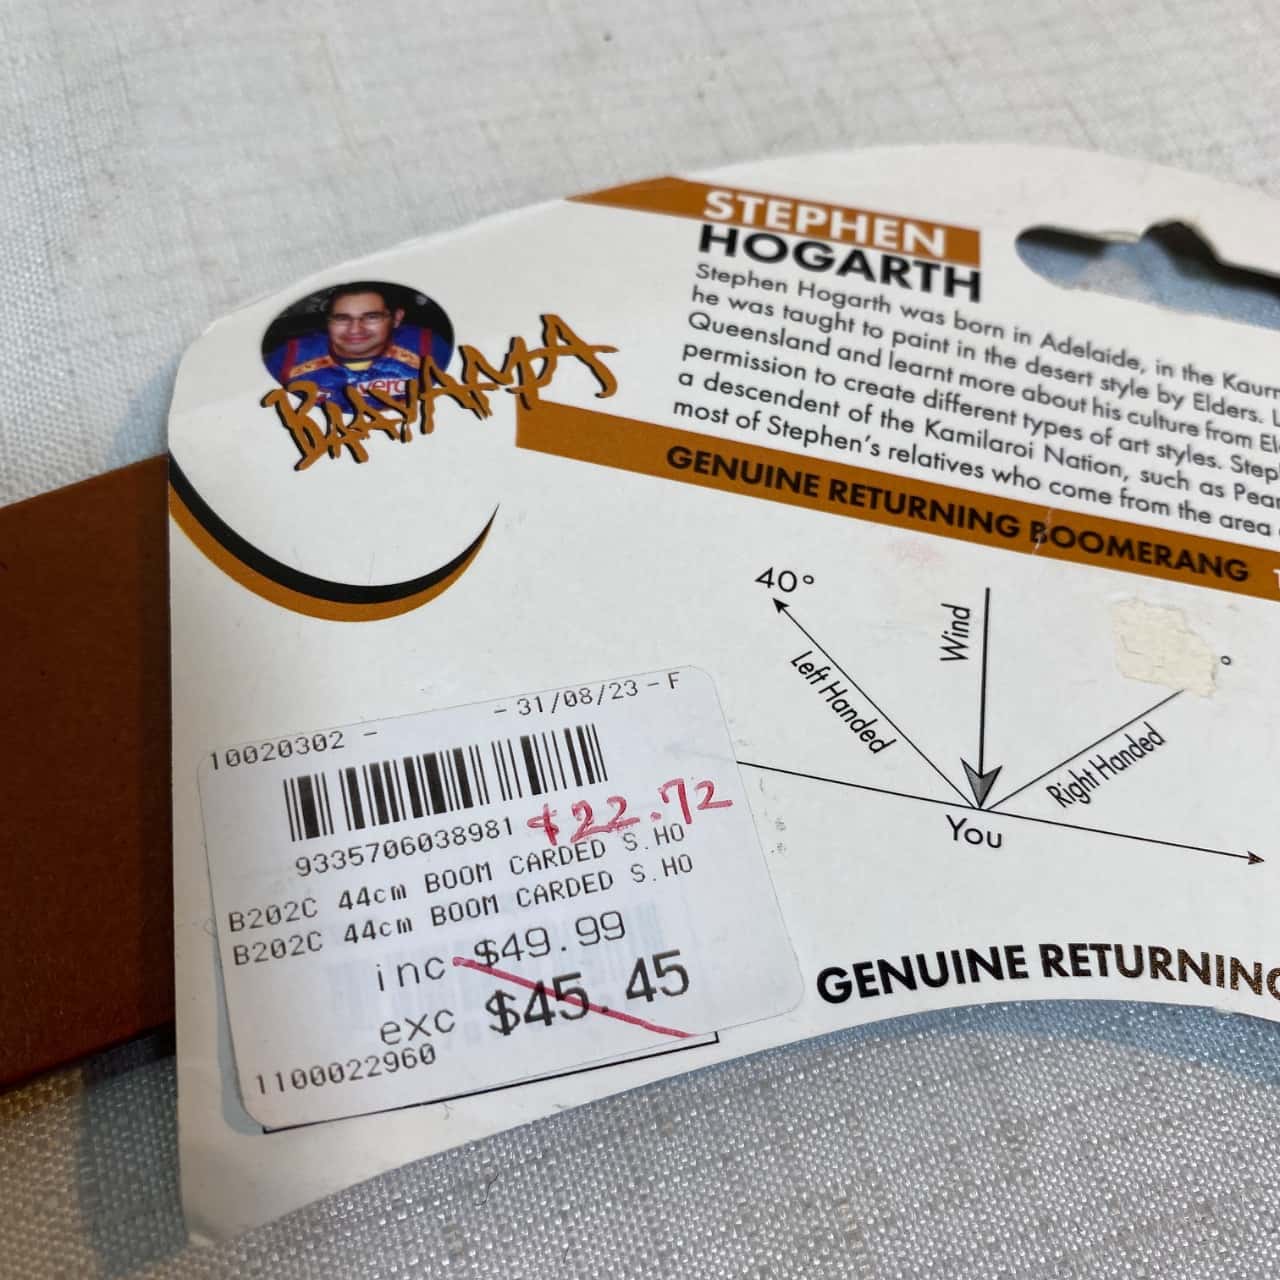 STEPHEN
HOGARTH
Stephen Hogarth was born in Adelaide, in the
he was taught to paint in the desert style by Elders.
Queensland and learnt more about his culture from
permission to create different types of art styles.
a descendent of the Kamilaroi Nation, such as
most of Stephen's relatives who come from the area
BIAYAMA
verg
GENUINE RETURNING BOOMERANG
40°
Wind
°
Left Handed
Right Handed
You
10020302 - - 31/08/23 - F
9335706038981 $22.72
B202C 44cm BOOM CARDED S.HO
B202C 44cm BOOM CARDED S.HO
inc $49.99
exc $45.45
1100022960
GENUINE RETURNING